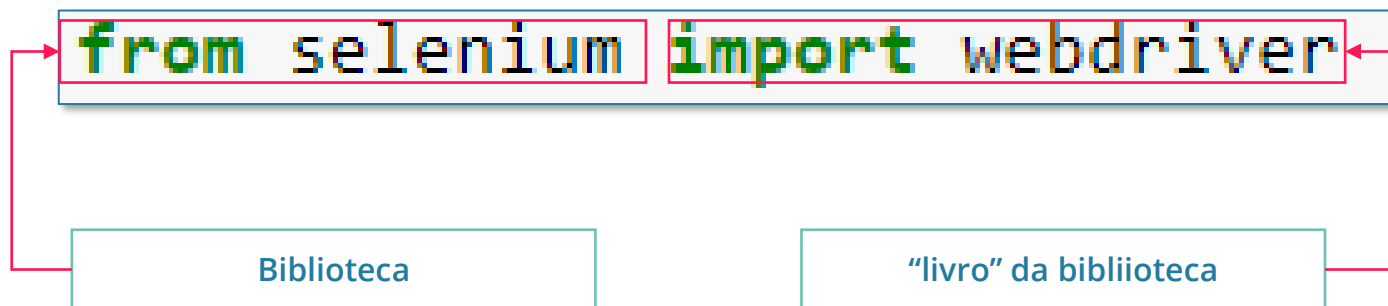 from selenium import webdriver
Biblioteca
“livro” da bibliioteca